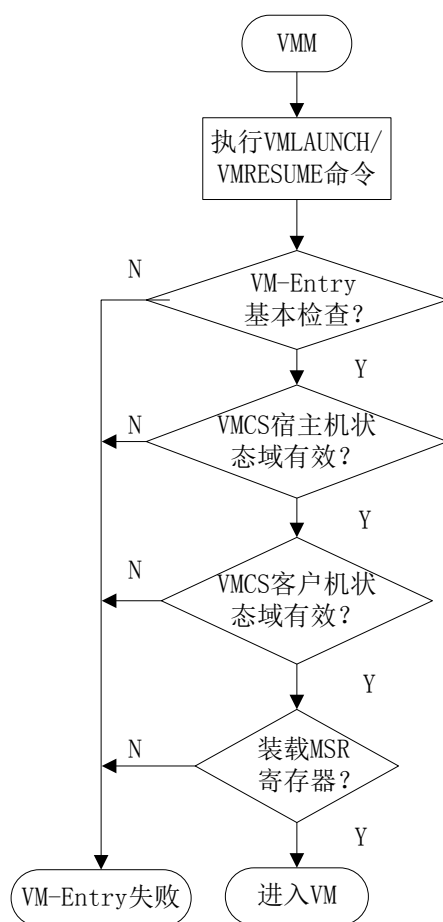 VMM
执行VMLAUNCH/
VMRESUME命令
N
VM-Entry
基本检查?
Y
N
VMCS宿主机状
态域有效?
Y
N
VMCS客户机状
态域有效?
Y
N
装载MSR
寄存器?
Y
VM-Entry失败
进入VM